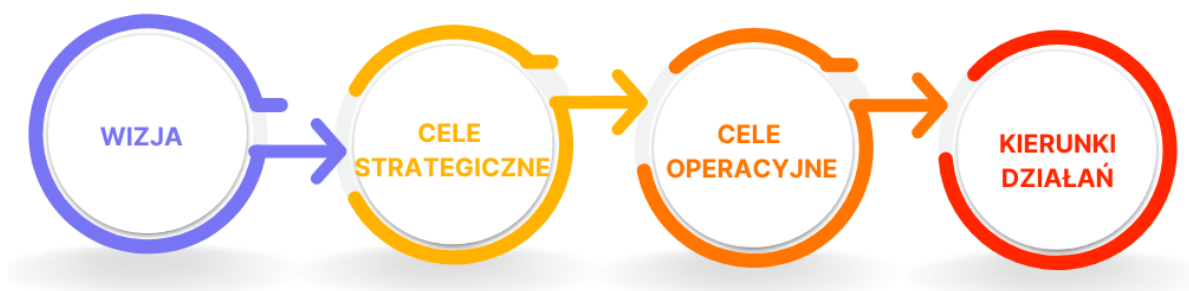 WIZJA
CELE
STRATEGICZNE
CELE
OPERACYJNE
KIERUNKI
DZIAŁAŃ